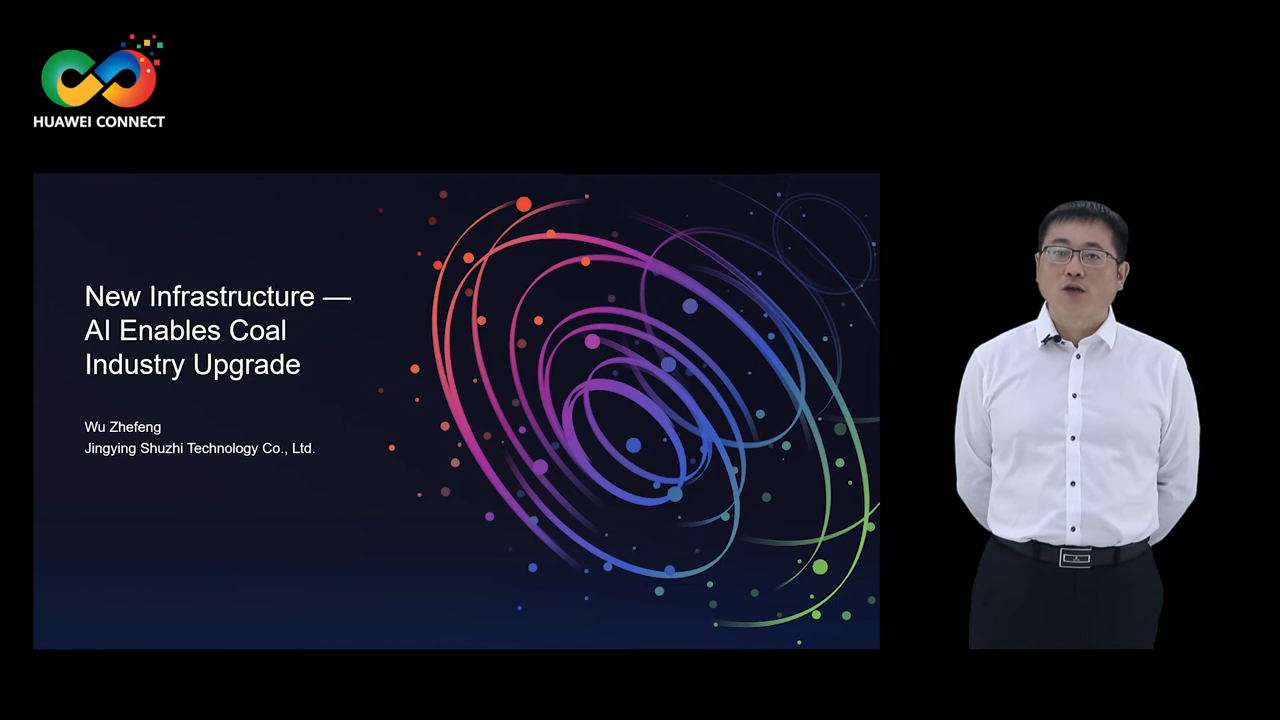 HUAWEI CONNECT
New Infrastructure —
AI Enables Coal
Industry Upgrade
Wu Zhefeng
Jingying Shuzhi Technology Co., Ltd.